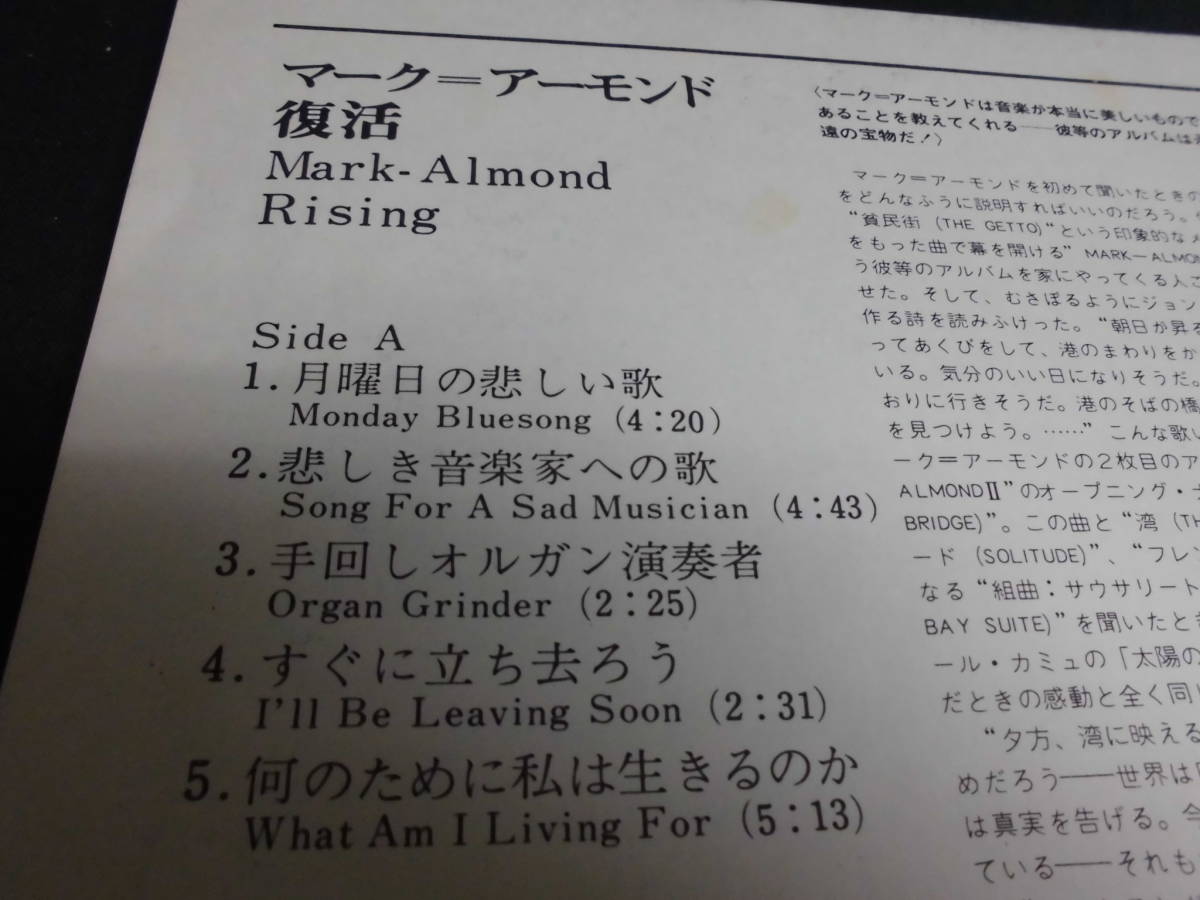 マーク=アーモンド
復活
Mark-Almond
Rising
Side A
1.月曜日の悲しい歌
Monday Bluesong (4:20)
2.悲しき音楽家への歌
Song For A Sad Musician (4:43)
3.手回しオルガン演奏者
Organ Grinder (2:25)
4.すぐに立ち去ろう
I'll Be Leaving Soon (2:31)
5.何のために私は生きるのか
What Am I Living For (5:13)
〈マーク=アーモンドは音楽が本当に美しいもので
あることを教えてくれる──彼等のアルバムは
遠の宝物だ!〉
マーク=アーモンドを初めて聞いたときの
をどんなふうに説明すればいいのだろう。
“貧民街 (THE GETTO)“という印象的な
をもった曲で幕を開ける” MARK—ALMON
う彼等のアルバムを家にやってくる人ご
せた。そして、むさぼるようにジョン
作る詩を読みふけった。“朝日が昇る
ってあくびをして、港のまわりをか
いる。気分のいい日になりそうだ。
おりに行きそうだ。港のそばの橋
を見つけよう。……” こんな歌い
ーク=アーモンドの2枚目のア
ALMONDⅡ”のオープニング・
BRIDGE)”。この曲と“湾 (TH
ード (SOLITUDE)”、“フレ
なる“組曲：サウサリート
BAY SUITE)”を聞いたとき
ール・カミュの「太陽の
だときの感動と全く同じ
“夕方、湾に映える
めだろう──世界は
は真実を告げる。今
ている──それも